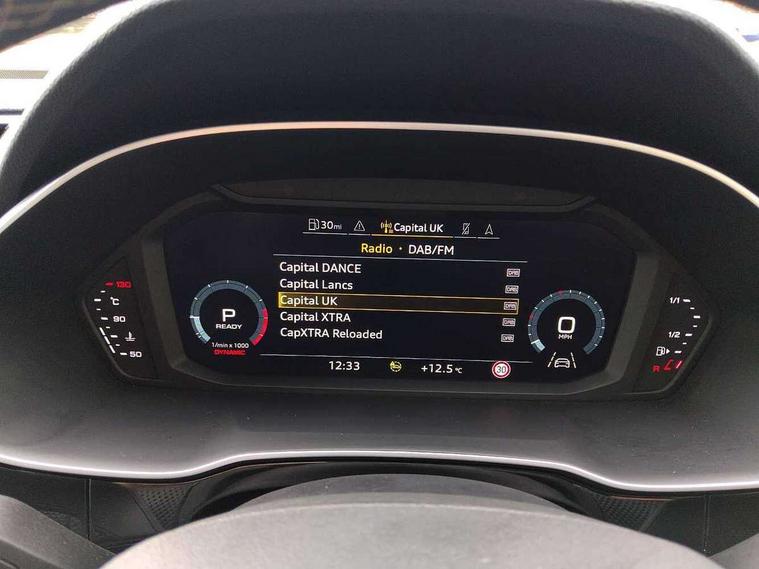 30mi Capital UK
Radio · DAB/FM
Capital DANCE DAB
Capital Lancs DAB
Capital UK DAB
Capital XTRA DAB
CapXTRA Reloaded DAB
130
°C
90
50
P
READY
1/min x 1000
DYNAMIC
0
MPH
1/1
1/2
R
12:33 +12.5 °C 30